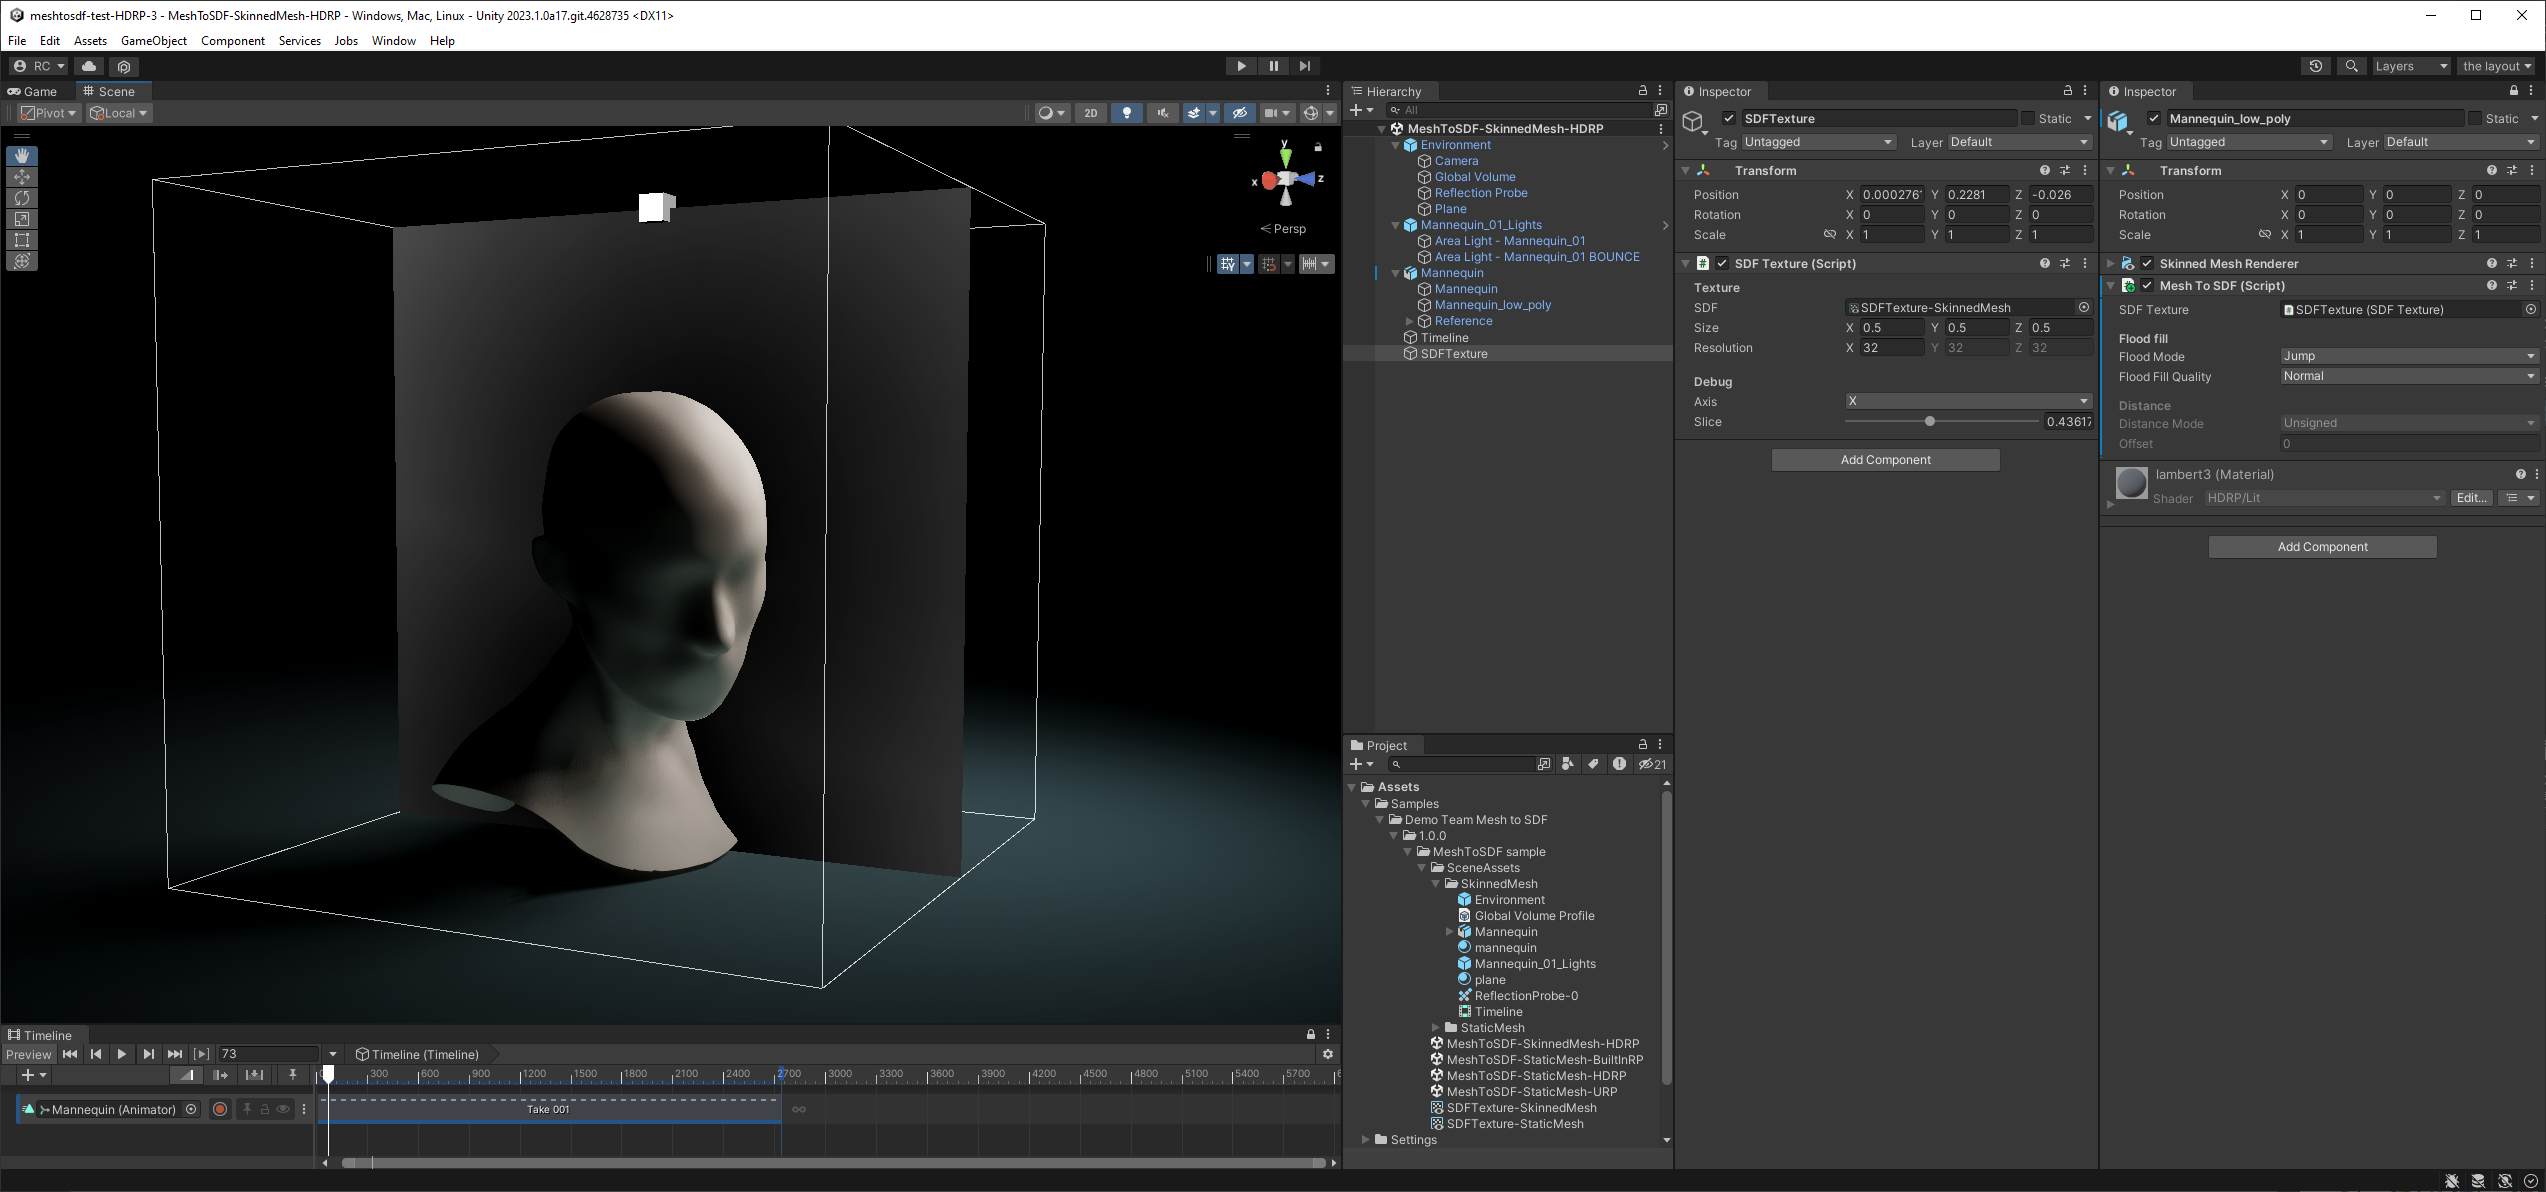 meshtosdf-test-HDRP-3 - MeshToSDF-SkinnedMesh-HDRP - Windows, Mac, Linux - Unity 2023.1.0a17.git.4628735 <DX11>
File Edit Assets GameObject Component Services Jobs Window Help
RC Layers the layout
Game Scene
Pivot Local 2D
y
x z
Persp
Hierarchy
All
MeshToSDF-SkinnedMesh-HDRP
Environment
Camera
Global Volume
Reflection Probe
Plane
Mannequin_01_Lights
Area Light - Mannequin_01
Area Light - Mannequin_01 BOUNCE
Mannequin
Mannequin
Mannequin_low_poly
Reference
Timeline
SDFTexture
Project
21
Assets
Samples
Demo Team Mesh to SDF
1.0.0
MeshToSDF sample
SceneAssets
SkinnedMesh
Environment
Global Volume Profile
Mannequin
mannequin
Mannequin_01_Lights
plane
ReflectionProbe-0
Timeline
StaticMesh
MeshToSDF-SkinnedMesh-HDRP
MeshToSDF-StaticMesh-BuiltInRP
MeshToSDF-StaticMesh-HDRP
MeshToSDF-StaticMesh-URP
SDFTexture-SkinnedMesh
SDFTexture-StaticMesh
Settings
Inspector
SDFTexture Static
Tag Untagged Layer Default
Transform
Position X 0.000276 Y 0.2281 Z -0.026
Rotation X 0 Y 0 Z 0
Scale X 1 Y 1 Z 1
SDF Texture (Script)
Texture
SDF SDFTexture-SkinnedMesh
Size X 0.5 Y 0.5 Z 0.5
Resolution X 32 Y 32 Z 32
Debug
Axis X
Slice 0.43617
Add Component
Inspector
Mannequin_low_poly Static
Tag Untagged Layer Default
Transform
Position X 0 Y 0 Z 0
Rotation X 0 Y 0 Z 0
Scale X 1 Y 1 Z 1
Skinned Mesh Renderer
Mesh To SDF (Script)
SDF Texture SDFTexture (SDF Texture)
Flood fill
Flood Mode Jump
Flood Fill Quality Normal
Distance
Distance Mode Unsigned
Offset 0
lambert3 (Material)
Shader HDRP/Lit Edit...
Add Component
Timeline
Preview 73 Timeline (Timeline)
300 600 900 1200 1500 1800 2100 2400 2700 3000 3300 3600 3900 4200 4500 4800 5100 5400 5700
Mannequin (Animator) Take 001